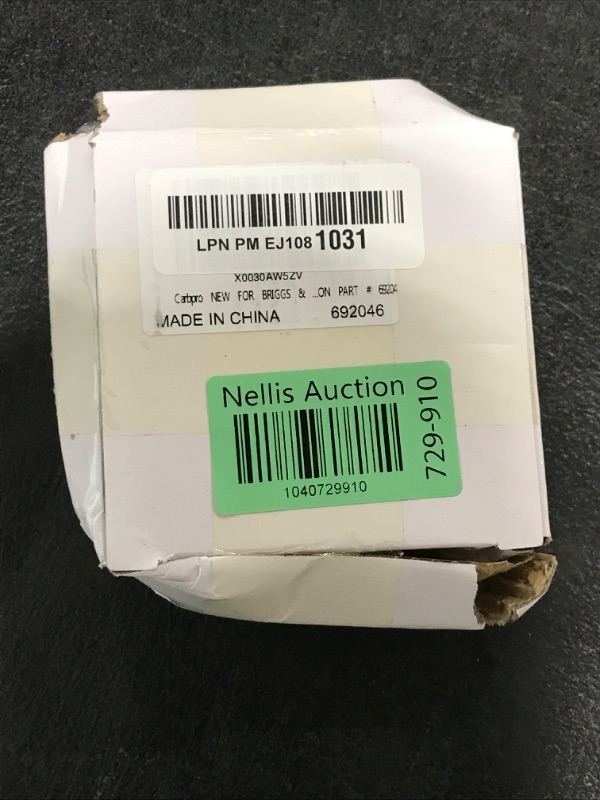 LPN PM EJ108 1031
X0030AW5ZV
Carbpro NEW FOR BRIGGS & ...ON PART # 69204
MADE IN CHINA 692046
Nellis Auction
729-910
1040729910